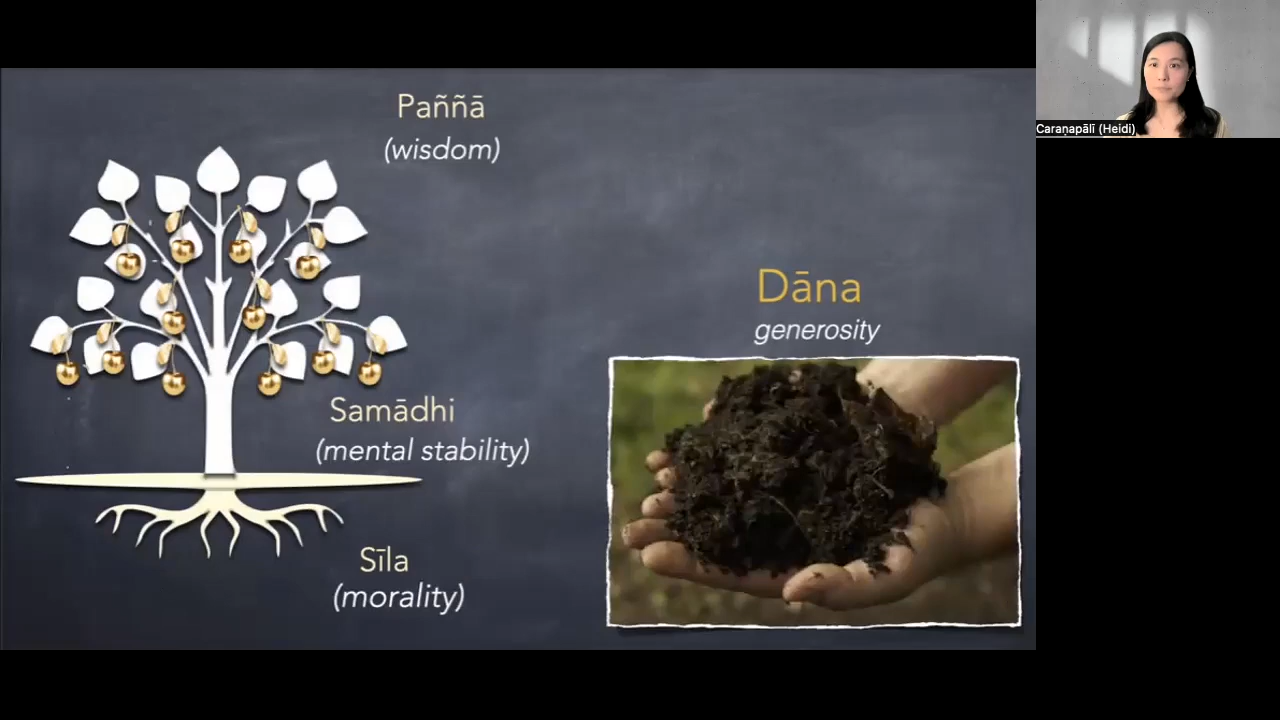 Paññā
(wisdom)
Samādhi
(mental stability)
Sīla
(morality)
Dāna
generosity
Caraṇapālī (Heidi)